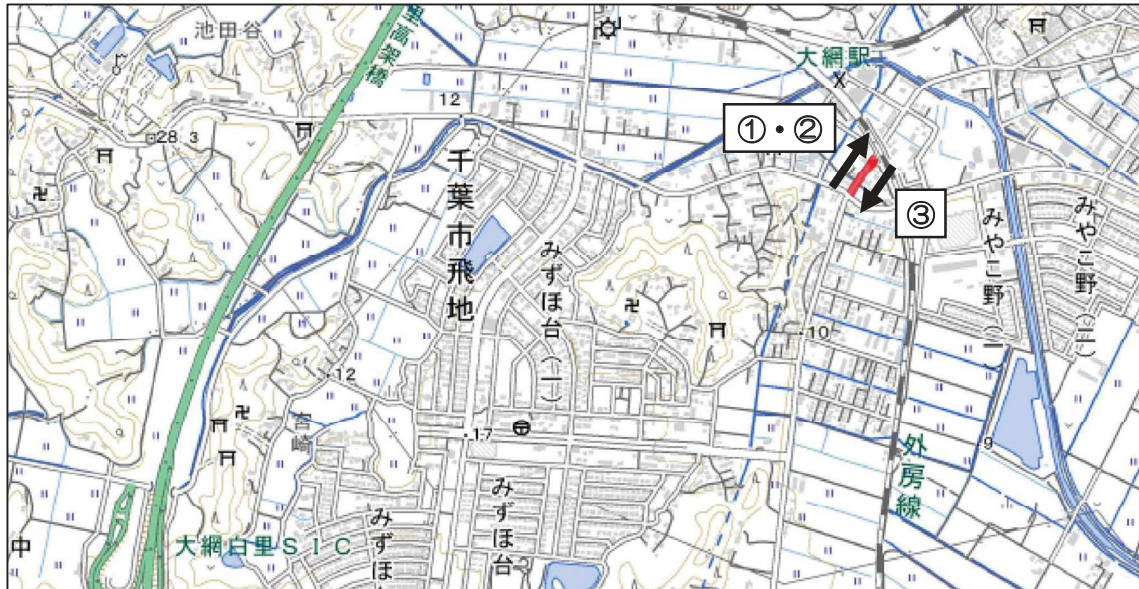 池田谷
里高架橋
大網駅
12
28
3
①・②
③
千葉市飛地
みずほ台(一)
みやこ野(一)
みやこ野(二)
10
12
宮崎
17
9
外房線
みずほ
みずほ台
大網白里SIC
中